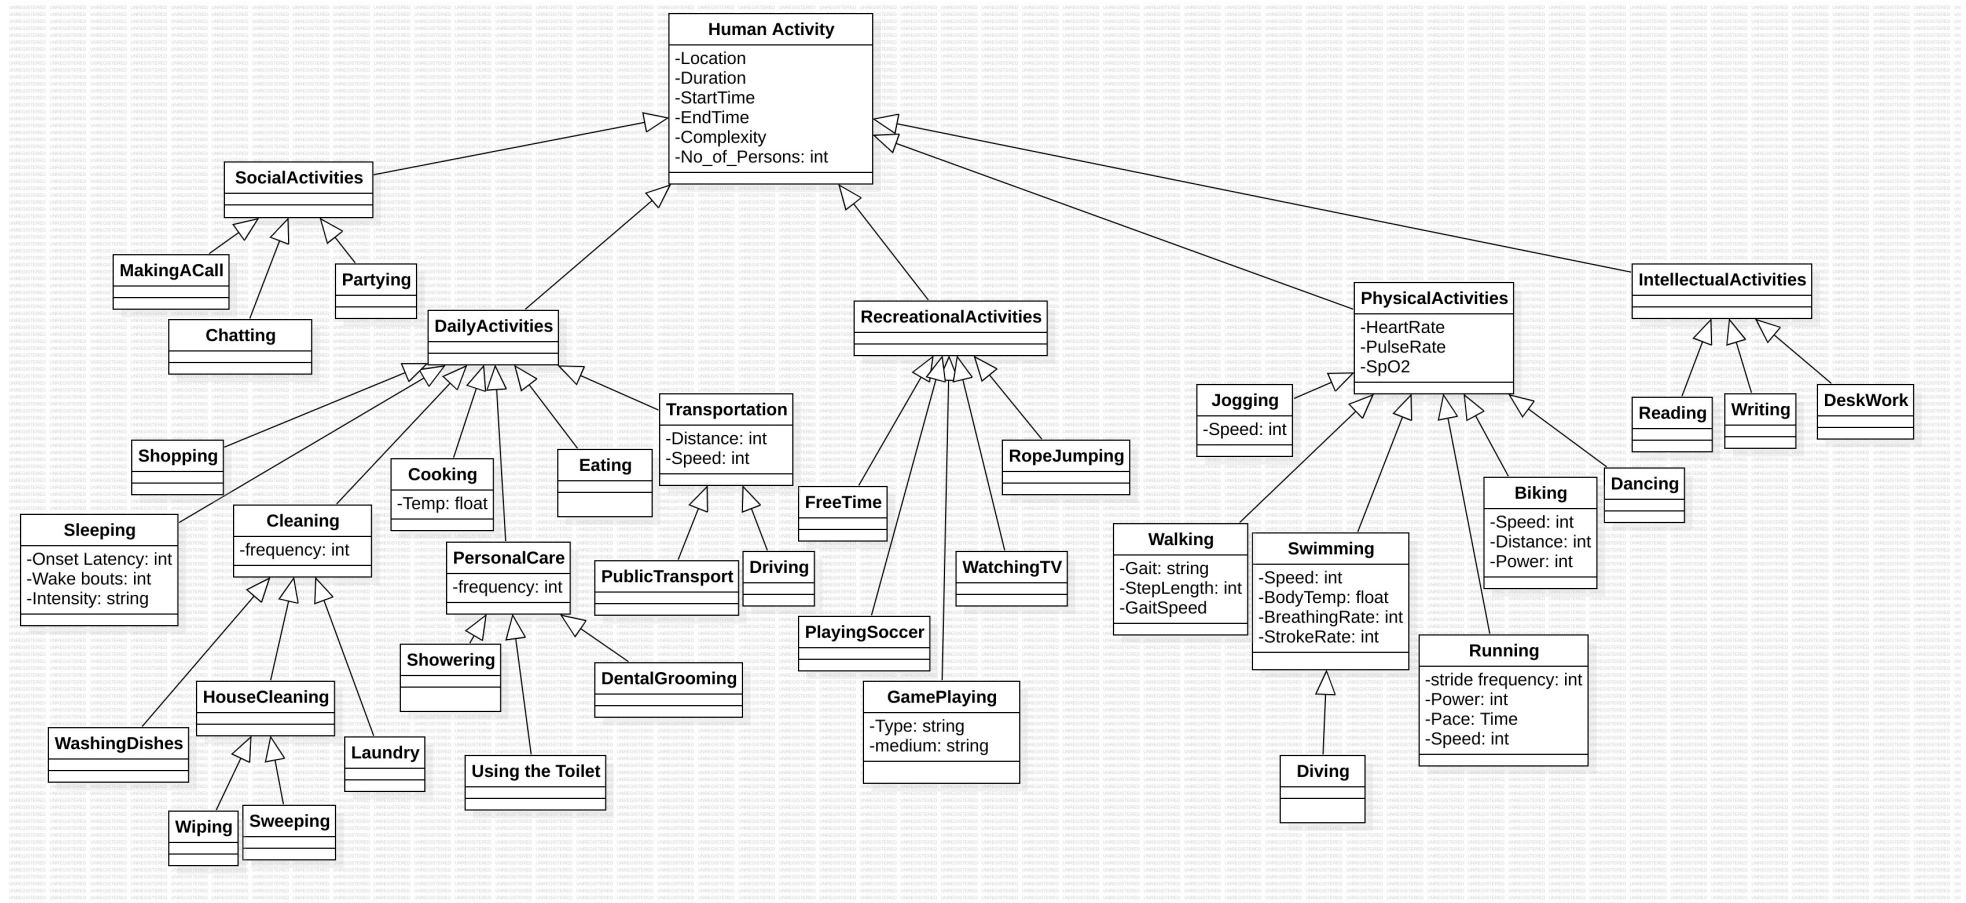 Human Activity
-Location
-Duration
-StartTime
-EndTime
-Complexity
-No_of_Persons: int
SocialActivities
MakingACall
Partying
Chatting
DailyActivities
RecreationalActivities
PhysicalActivities
-HeartRate
-PulseRate
-SpO2
IntellectualActivities
Shopping
Sleeping
-Onset Latency: int
-Wake bouts: int
-Intensity: string
Cleaning
-frequency: int
Cooking
-Temp: float
PersonalCare
-frequency: int
Eating
Transportation
-Distance: int
-Speed: int
PublicTransport
Driving
Showering
Using the Toilet
DentalGrooming
WashingDishes
HouseCleaning
Laundry
Wiping
Sweeping
FreeTime
PlayingSoccer
GamePlaying
-Type: string
-medium: string
WatchingTV
RopeJumping
Jogging
-Speed: int
Walking
-Gait: string
-StepLength: int
-GaitSpeed
Swimming
-Speed: int
-BodyTemp: float
-BreathingRate: int
-StrokeRate: int
Diving
Running
-stride frequency: int
-Power: int
-Pace: Time
-Speed: int
Biking
-Speed: int
-Distance: int
-Power: int
Dancing
Reading
Writing
DeskWork